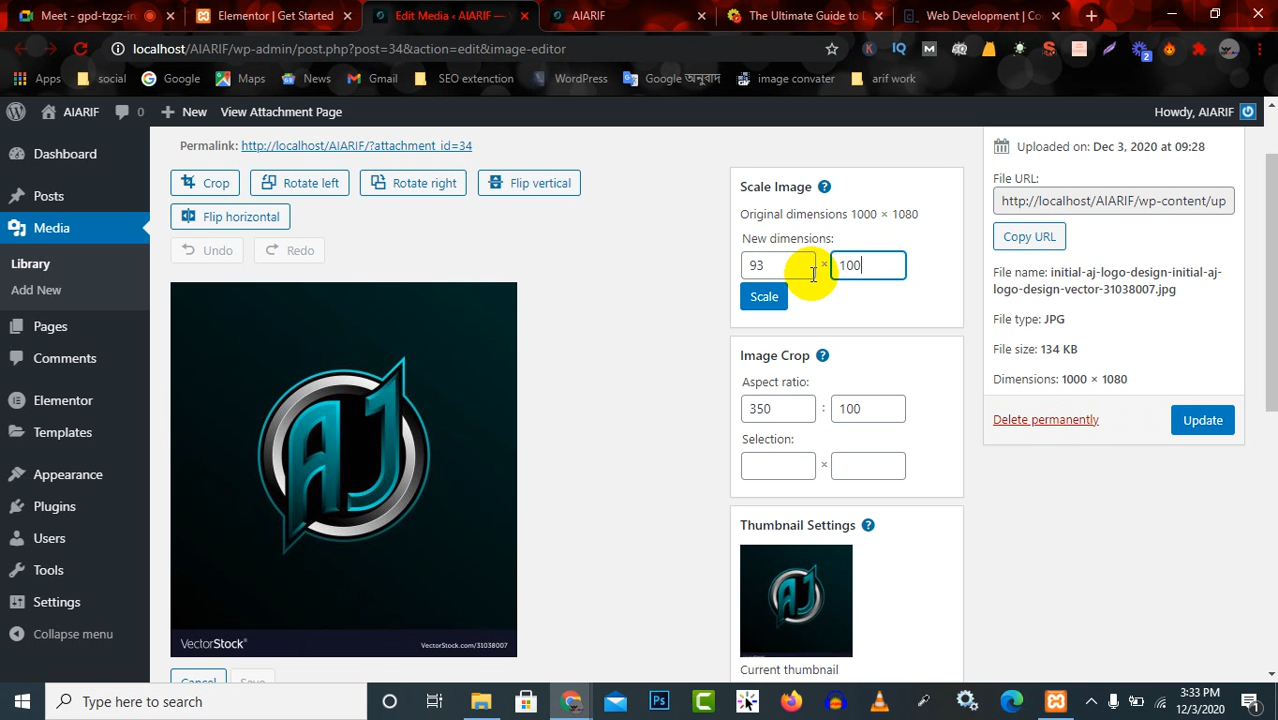 Meet - gpd-tzgz-in
Elementor | Get Started
Edit Media ‹ AIARIF —
AIARIF
The Ultimate Guide to D
Web Development | Co
localhost/AIARIF/wp-admin/post.php?post=34&action=edit&image-editor
Apps
social
Google
Maps
News
Gmail
SEO extenction
WordPress
Google অনুবাদ
image convater
arif work
AIARIF
0
New
View Attachment Page
Howdy, AIARIF
Dashboard
Posts
Media
Library
Add New
Pages
Comments
Elementor
Templates
Appearance
Plugins
Users
Tools
Settings
Collapse menu
Permalink: http://localhost/AIARIF/?attachment_id=34
Crop
Rotate left
Rotate right
Flip vertical
Flip horizontal
Undo
Redo
AJ
VectorStock®
VectorStock.com/31038007
Cancel
Save
Scale Image
Original dimensions 1000 × 1080
New dimensions:
93 × 100
Scale
Image Crop
Aspect ratio:
350 : 100
Selection:
×
Thumbnail Settings
Current thumbnail
Uploaded on: Dec 3, 2020 at 09:28
File URL:
http://localhost/AIARIF/wp-content/up
Copy URL
File name: initial-aj-logo-design-initial-aj-
logo-design-vector-31038007.jpg
File type: JPG
File size: 134 KB
Dimensions: 1000 × 1080
Delete permanently
Update
Type here to search
3:33 PM
12/3/2020